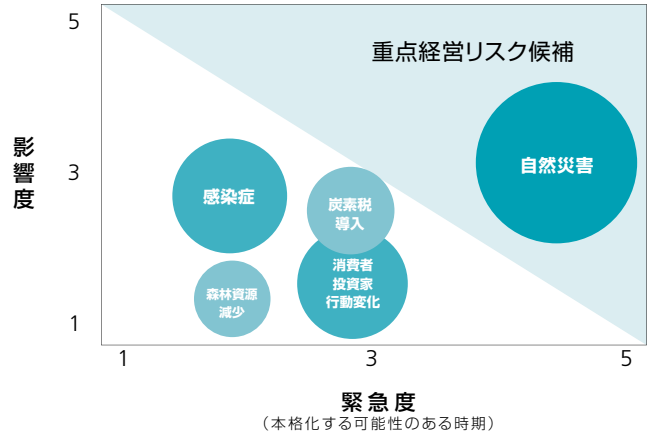 5
重点経営リスク候補
影響度
3
1
自然災害
感染症
炭素税
導入
消費者
投資家
行動変化
森林資源
減少
1
3
5
緊急度
（本格化する可能性のある時期）